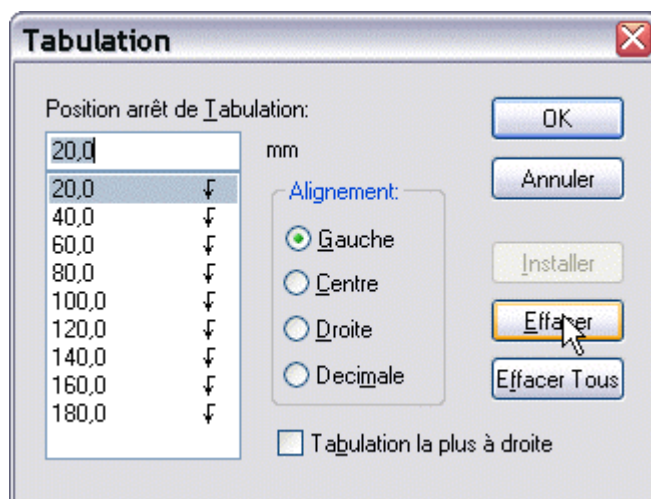 Tabulation
Position arrêt de Tabulation:
20,0 mm
20,0
40,0
60,0
80,0
100,0
120,0
140,0
160,0
180,0
Alignement:
Gauche
Centre
Droite
Decimale
Tabulation la plus à droite
OK
Annuler
Installer
Effacer
Effacer Tous